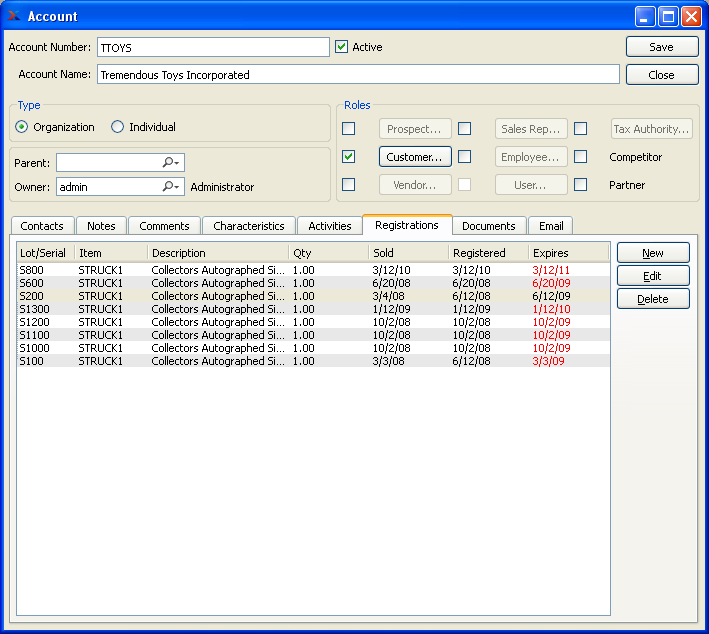 Account
Account Number: TTOYS Active Save
Account Name: Tremendous Toys Incorporated Close
Type Roles
Organization Individual Prospect... Sales Rep... Tax Authority...
Parent: Customer... Employee... Competitor
Owner: admin Administrator Vendor... User... Partner
Contacts Notes Comments Characteristics Activities Registrations Documents Email
Lot/Serial Item Description Qty Sold Registered Expires New
S800 STRUCK1 Collectors Autographed Si... 1.00 3/12/10 3/12/10 3/12/11 Edit
S600 STRUCK1 Collectors Autographed Si... 1.00 6/20/08 6/20/08 6/20/09
S200 STRUCK1 Collectors Autographed Si... 1.00 3/4/08 6/12/08 6/12/09 Delete
S1300 STRUCK1 Collectors Autographed Si... 1.00 1/12/09 1/12/09 1/12/10
S1200 STRUCK1 Collectors Autographed Si... 1.00 10/2/08 10/2/08 10/2/09
S1100 STRUCK1 Collectors Autographed Si... 1.00 10/2/08 10/2/08 10/2/09
S1000 STRUCK1 Collectors Autographed Si... 1.00 10/2/08 10/2/08 10/2/09
S100 STRUCK1 Collectors Autographed Si... 1.00 3/3/08 6/12/08 3/3/09